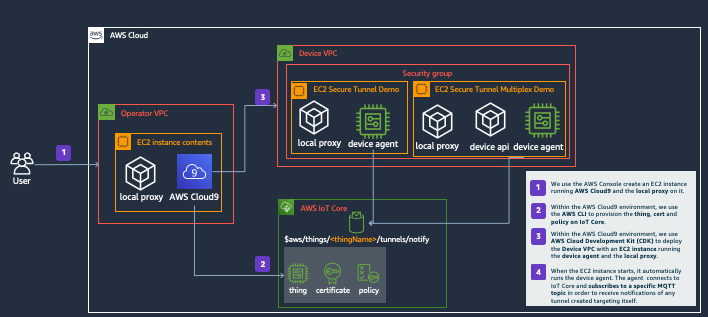 aws
AWS Cloud
Device VPC
Security group
EC2 Secure Tunnel Demo
EC2 Secure Tunnel Multiplex Demo
local proxy
device agent
local proxy
device api
device agent
3
Operator VPC
EC2 instance contents
9
local proxy
AWS Cloud9
1
User
AWS IoT Core
$aws/things/<thingName>/tunnels/notify
2
thing
certificate
policy
1
We use the AWS Console create an EC2 instance
running AWS Cloud9 and the local proxy on it.
2
Within the AWS Cloud9 environment, we use
the AWS CLI to provision the thing, cert and
policy on IoT Core.
3
Within the AWS Cloud9 environment, we use
AWS Cloud Development Kit (CDK) to deploy
the Device VPC with an EC2 instance running
the device agent and the local proxy.
4
When the EC2 instance starts, it automatically
runs the device agent. The agent connects to
IoT Core and subscribes to a specific MQTT
topic in order to receive notifications of any
tunnel created targeting itself.